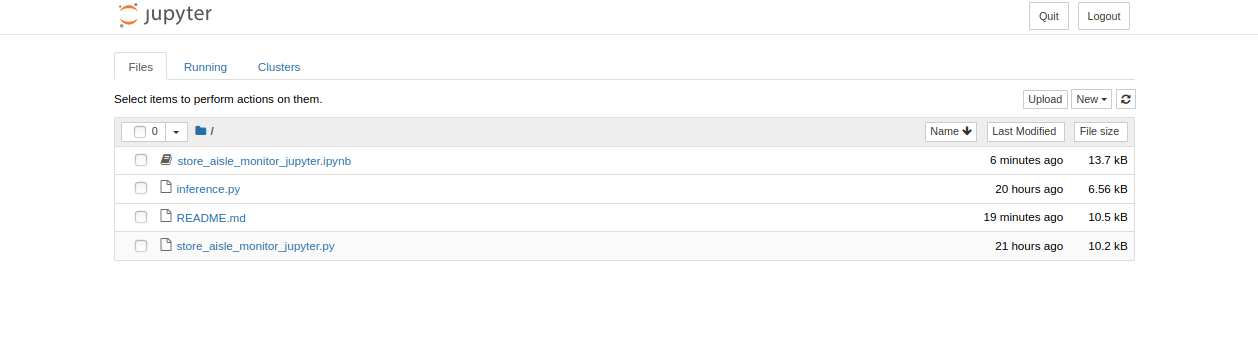 jupyter Quit Logout
Files Running Clusters
Select items to perform actions on them. Upload New
0 / Name Last Modified File size
store_aisle_monitor_jupyter.ipynb 6 minutes ago 13.7 kB
inference.py 20 hours ago 6.56 kB
README.md 19 minutes ago 10.5 kB
store_aisle_monitor_jupyter.py 21 hours ago 10.2 kB